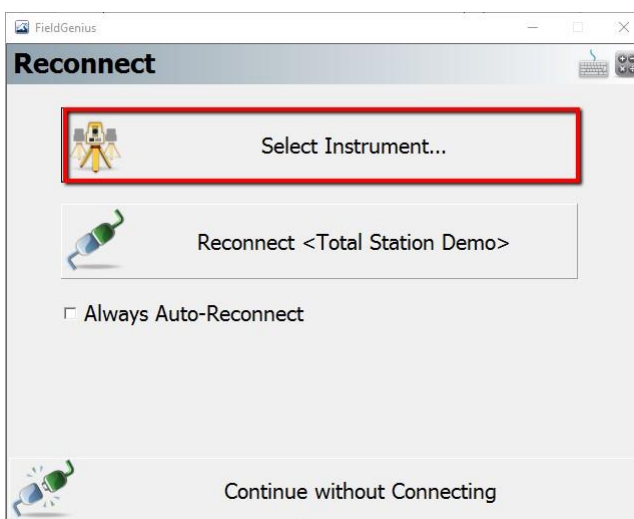 FieldGenius
Reconnect
Select Instrument...
Reconnect <Total Station Demo>
Always Auto-Reconnect
Continue without Connecting